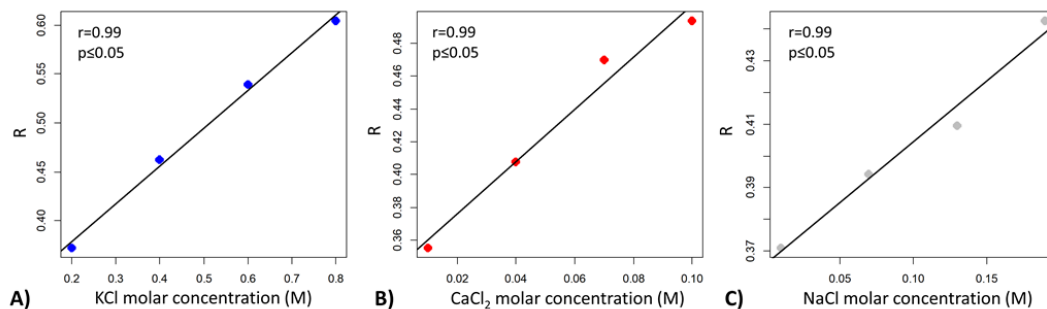 r=0.99
p≤0.05
R
0.40 0.45 0.50 0.55 0.60
0.2 0.3 0.4 0.5 0.6 0.7 0.8
A) KCl molar concentration (M)
r=0.99
p≤0.05
R
0.36 0.38 0.40 0.42 0.44 0.46 0.48
0.02 0.04 0.06 0.08 0.10
B) CaCl₂ molar concentration (M)
r=0.99
p≤0.05
R
0.37 0.39 0.41 0.43
0.05 0.10 0.15
C) NaCl molar concentration (M)